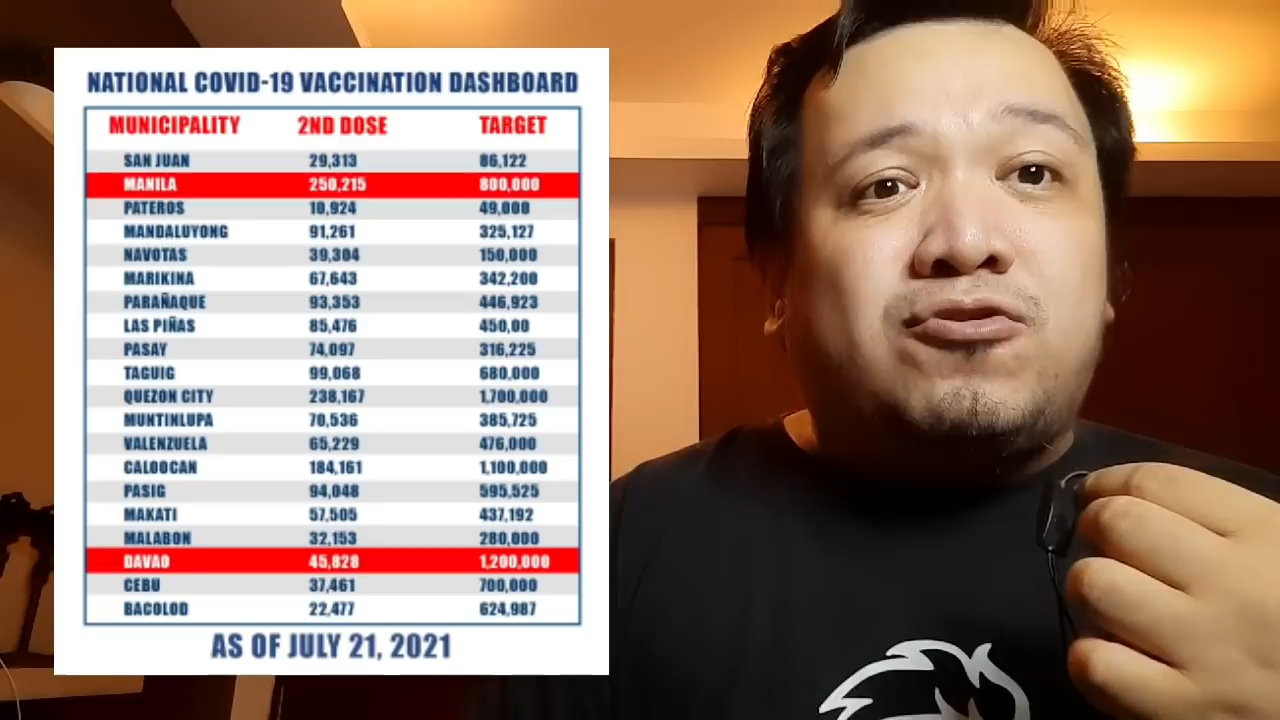 NATIONAL COVID-19 VACCINATION DASHBOARD
MUNICIPALITY 2ND DOSE TARGET
SAN JUAN 29,313 86,122
MANILA 250,215 800,000
PATEROS 10,924 49,000
MANDALUYONG 91,261 325,127
NAVOTAS 39,304 150,000
MARIKINA 67,643 342,200
PARAÑAQUE 93,353 446,923
LAS PIÑAS 85,476 450,00
PASAY 74,097 316,225
TAGUIG 99,068 680,000
QUEZON CITY 238,167 1,700,000
MUNTINLUPA 70,536 385,725
VALENZUELA 65,229 476,000
CALOOCAN 184,161 1,100,000
PASIG 94,048 595,525
MAKATI 57,505 437,192
MALABON 32,153 280,000
DAVAO 45,828 1,200,000
CEBU 37,461 700,000
BACOLOD 22,477 624,987
AS OF JULY 21, 2021